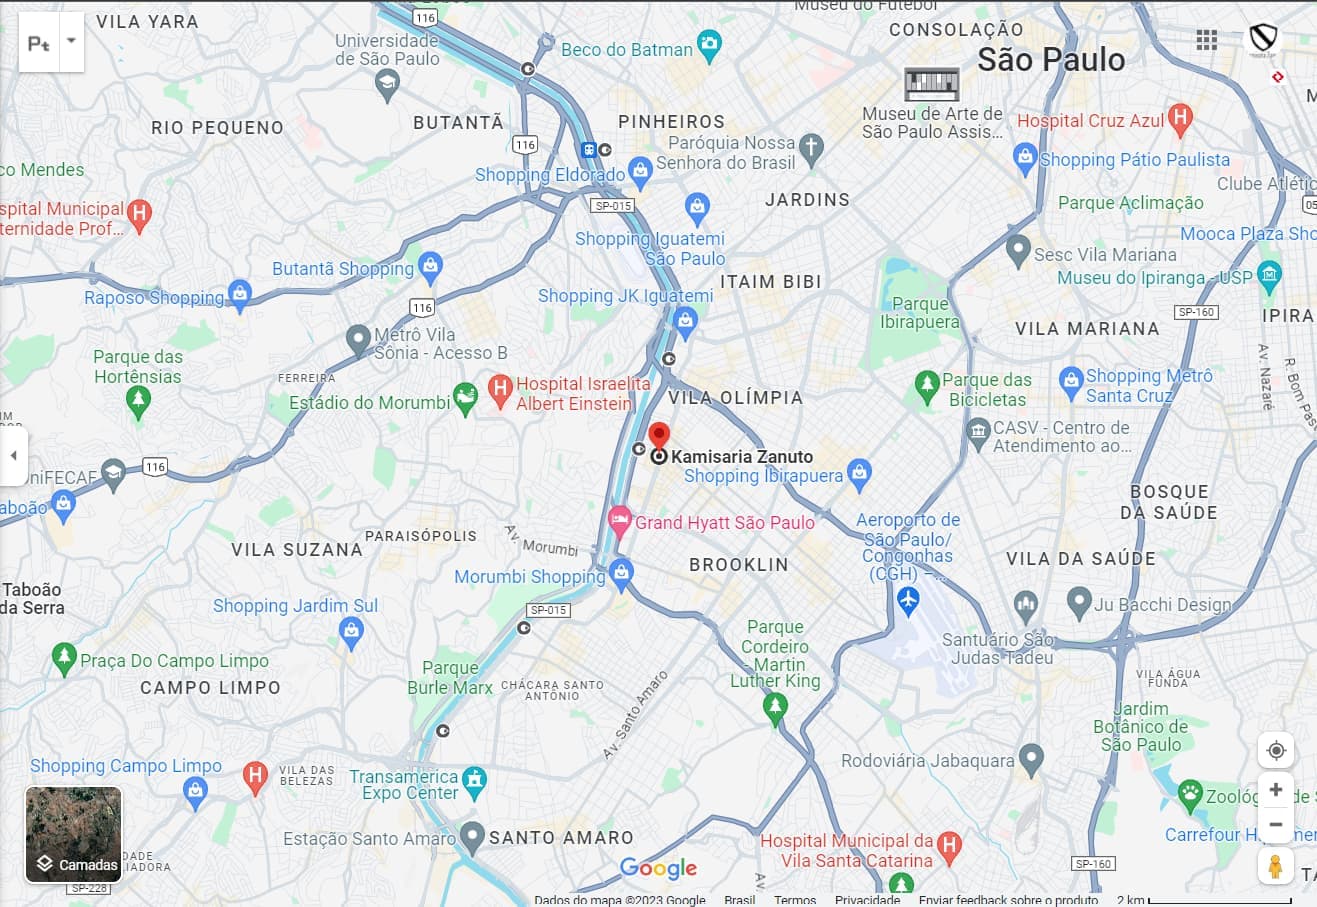 Museu do Futebol
116
VILA YARA
CONSOLAÇÃO
Pt
Universidade
de São Paulo
Beco do Batman
São Paulo
RIO PEQUENO
BUTANTÃ
PINHEIROS
Museu de Arte de
São Paulo Assis...
Hospital Cruz Azul
116
Paróquia Nossa
Senhora do Brasil
Shopping Pátio Paulista
co Mendes
Shopping Eldorado
Clube Atlétic
SP-015
JARDINS
Parque Aclimação
05
spital Municipal
ternidade Prof...
Shopping Iguatemi
São Paulo
Mooca Plaza Sho
Sesc Vila Mariana
Butantã Shopping
ITAIM BIBI
Museu do Ipiranga - USP
Raposo Shopping
Shopping JK Iguatemi
116
Parque
Ibirapuera
SP-160
IPIRA
VILA MARIANA
Metrô Vila
Sônia - Acesso B
Parque das
Hortênsias
FERREIRA
Hospital Israelita
Albert Einstein
Estádio do Morumbi
VILA OLÍMPIA
Parque das
Bicicletas
Shopping Metrô
Santa Cruz
Av. Nazaré
R. Bom Past
CASV - Centro de
Atendimento ao...
Kamisaria Zanuto
Shopping Ibirapuera
116
UniFECAF
aboão
BOSQUE
DA SAÚDE
Grand Hyatt São Paulo
Aeroporto de
São Paulo/
Congonhas
(CGH) –...
Av. Morumbi
PARAISÓPOLIS
VILA SUZANA
BROOKLIN
VILA DA SAÚDE
Morumbi Shopping
Taboão
da Serra
Shopping Jardim Sul
SP-015
Ju Bacchi Design
Parque
Cordeiro
- Martin
Luther King
Santuário São
Judas Tadeu
Praça Do Campo Limpo
CAMPO LIMPO
Parque
Burle Marx
CHÁCARA SANTO
ANTÔNIO
VILA ÁGUA
FUNDA
Av. Santo Amaro
Jardim
Botânico de
São Paulo
Shopping Campo Limpo
VILA DAS
BELEZAS
Transamerica
Expo Center
Rodoviária Jabaquara
Zoológ
de S
Estação Santo Amaro
SANTO AMARO
Hospital Municipal da
Vila Santa Catarina
Carrefour H
mer
Camadas
DADE
IADORA
SP-228
SP-160
Google
Av.
Dados do mapa ©2023 Google
Brasil
Termos
Privacidade
Enviar feedback sobre o produto
2 km